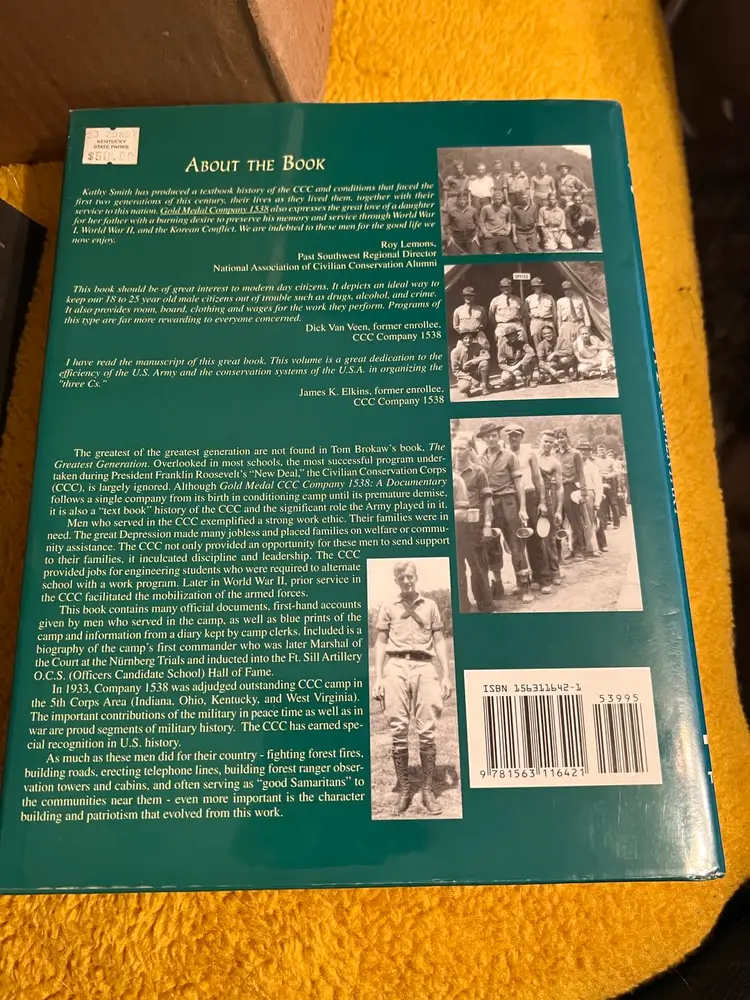 KENTUCKY
STATE PARKS
ABOUT THE BOOK
Kathy Smith has produced a textbook history of the CCC and conditions that faced the
first two generations of this century, their lives as they lived them, together with their
service to this nation. Gold Medal Company 1538 also expresses the great love of a daughter
for her father with a burning desire to preserve his memory and service through World War
I, World War II, and the Korean Conflict. We are indebted to these men for the good life we
now enjoy.
Roy Lemons,
Past Southwest Regional Director
National Association of Civilian Conservation Alumni
This book should be of great interest to modern day citizens. It depicts an ideal way to
keep our 18 to 25 year old male citizens out of trouble such as drugs, alcohol, and crime.
It also provides room, board, clothing and wages for the work they perform. Programs of
this type are far more rewarding to everyone concerned.
Dick Van Veen, former enrollee,
CCC Company 1538
I have read the manuscript of this great book. This volume is a great dedication to the
efficiency of the U.S. Army and the conservation systems of the U.S.A. in organizing the
"three Cs."
James K. Elkins, former enrollee,
CCC Company 1538
The greatest of the greatest generation are not found in Tom Brokaw's book, The
Greatest Generation. Overlooked in most schools, the most successful program under-
taken during President Franklin Roosevelt's "New Deal," the Civilian Conservation Corps
(CCC), is largely ignored. Although Gold Medal CCC Company 1538: A Documentary
follows a single company from its birth in conditioning camp until its premature demise,
it is also a "text book" history of the CCC and the significant role the Army played in it.
Men who served in the CCC exemplified a strong work ethic. Their families were in
need. The great Depression made many jobless and placed families on welfare or commu-
nity assistance. The CCC not only provided an opportunity for these men to send support
to their families, it inculcated discipline and leadership. The CCC
provided jobs for engineering students who were required to alternate
school with a work program. Later in World War II, prior service in
the CCC facilitated the mobilization of the armed forces.
This book contains many official documents, first-hand accounts
given by men who served in the camp, as well as blue prints of the
camp and information from a diary kept by camp clerks. Included is a
biography of the camp's first commander who was later Marshal of
the Court at the Nürnberg Trials and inducted into the Ft. Sill Artillery
O.C.S. (Officers Candidate School) Hall of Fame.
In 1933, Company 1538 was adjudged outstanding CCC camp in
the 5th Corps Area (Indiana, Ohio, Kentucky, and West Virginia).
The important contributions of the military in peace time as well as in
war are proud segments of military history. The CCC has earned spe-
cial recognition in U.S. history.
As much as these men did for their country - fighting forest fires,
building roads, erecting telephone lines, building forest ranger obser-
vation towers and cabins, and often serving as "good Samaritans" to
the communities near them - even more important is the character
building and patriotism that evolved from this work.
OFFICE
ISBN 156311642-1
53995
9 781563 116421